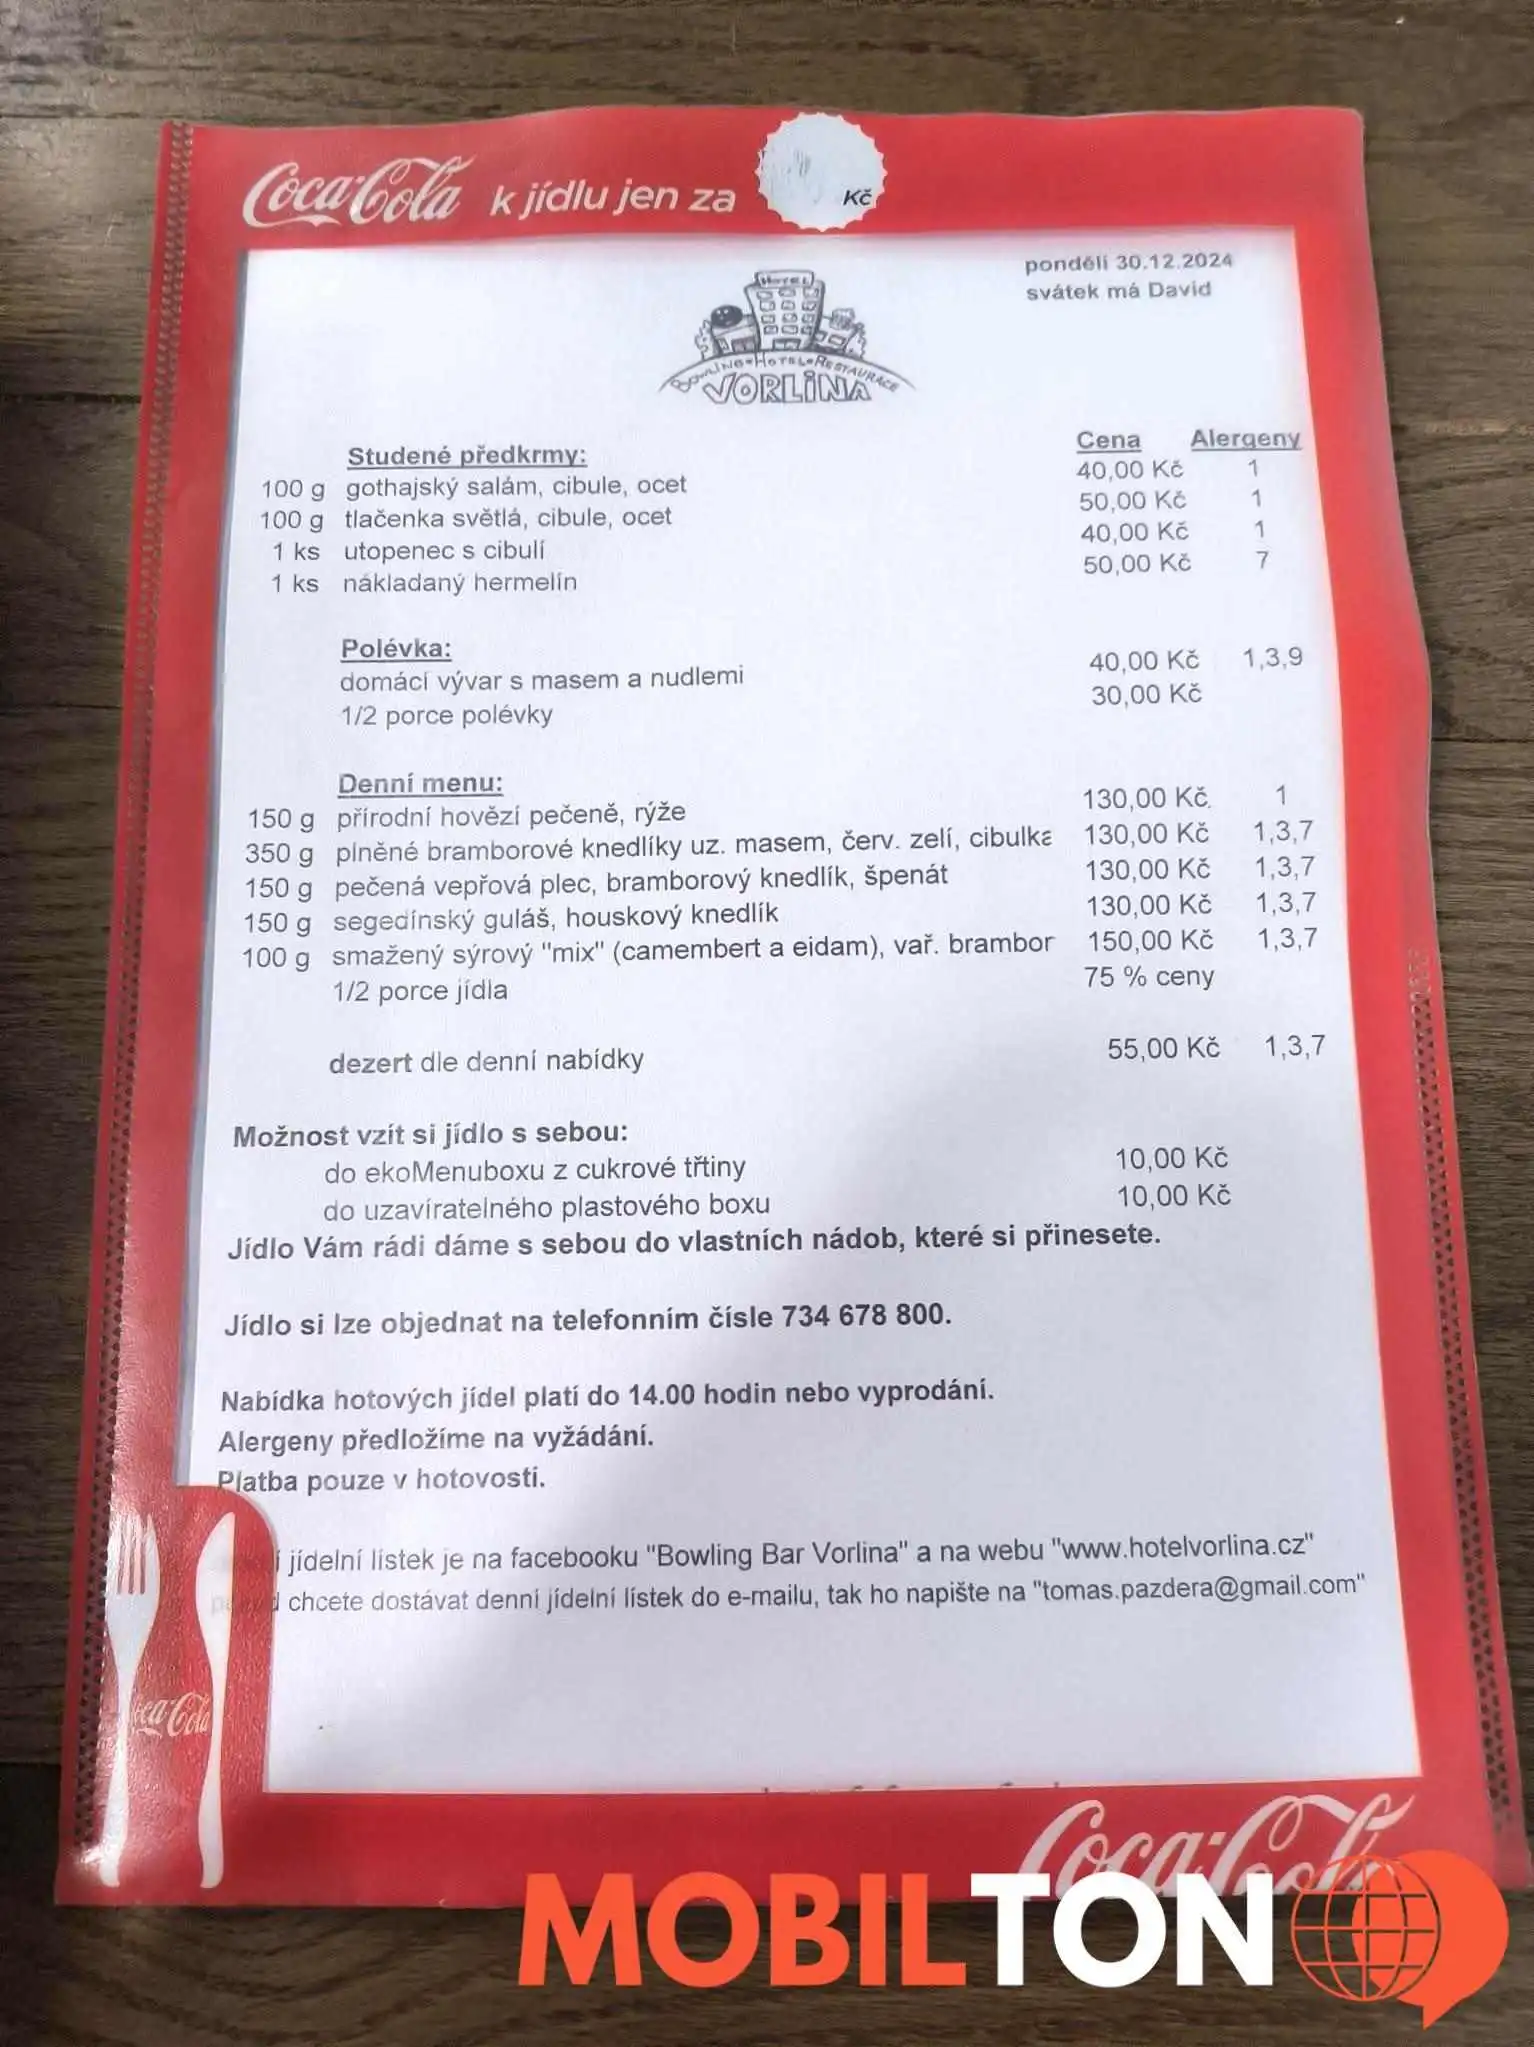 Coca-Cola k jídlu jen za Kč
pondělí 30.12.2024
svátek má David
HOTEL
BOWLING•HOTEL•RESTAURACE
VORLINA
Cena Alergeny
Studené předkrmy:
100 g gothajský salám, cibule, ocet 40,00 Kč 1
100 g tlačenka světlá, cibule, ocet 50,00 Kč 1
1 ks utopenec s cibulí 40,00 Kč 1
1 ks nákladaný hermelín 50,00 Kč 7
Polévka:
domácí vývar s masem a nudlemi 40,00 Kč 1,3,9
1/2 porce polévky 30,00 Kč
Denní menu:
150 g přírodní hovězí pečeně, rýže 130,00 Kč 1
350 g plněné bramborové knedlíky uz. masem, červ. zelí, cibulka 130,00 Kč 1,3,7
150 g pečená vepřová plec, bramborový knedlík, špenát 130,00 Kč 1,3,7
150 g segedínský guláš, houskový knedlík 130,00 Kč 1,3,7
100 g smažený sýrový "mix" (camembert a eidam), vař. brambor 150,00 Kč 1,3,7
1/2 porce jídla 75 % ceny
dezert dle denní nabídky 55,00 Kč 1,3,7
Možnost vzít si jídlo s sebou:
do ekoMenuboxu z cukrové třtiny 10,00 Kč
do uzavíratelného plastového boxu 10,00 Kč
Jídlo Vám rádi dáme s sebou do vlastních nádob, které si přinesete.
Jídlo si lze objednat na telefonním čísle 734 678 800.
Nabídka hotových jídel platí do 14.00 hodin nebo vyprodání.
Alergeny předložíme na vyžádání.
Platba pouze v hotovosti.
jídelní lístek je na facebooku "Bowling Bar Vorlina" a na webu "www.hotelvorlina.cz"
chcete dostávat denní jídelní lístek do e-mailu, tak ho napište na "tomas.pazdera@gmail.com"
Coca-Cola
Coca-Cola
MOBILTON